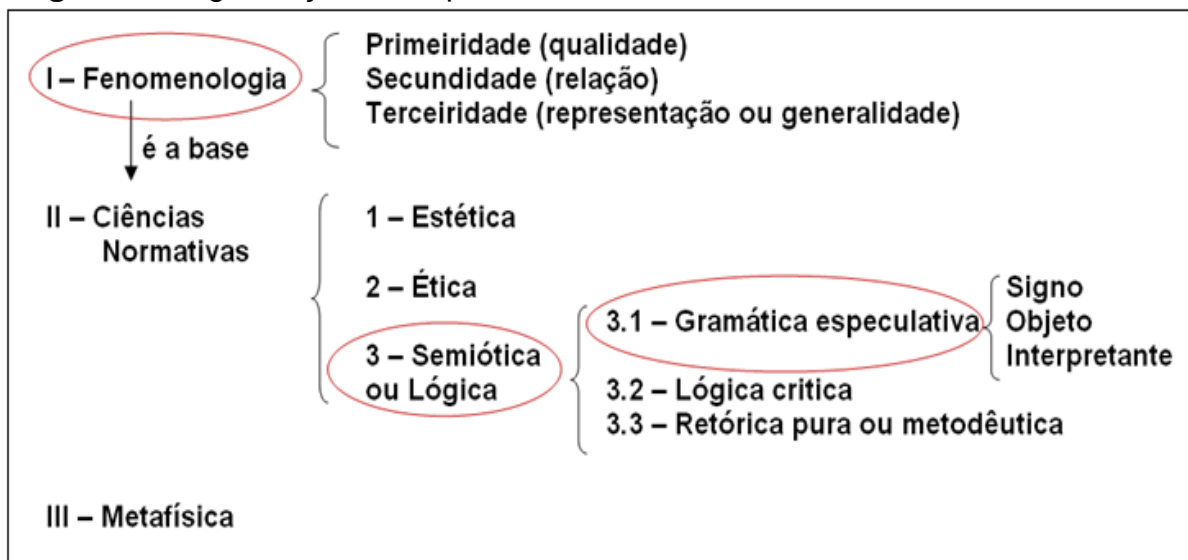 I – Fenomenologia
Primeiridade (qualidade)
Secundidade (relação)
Terceiridade (representação ou generalidade)
é a base
II – Ciências
Normativas
1 – Estética
2 – Ética
3 – Semiótica
ou Lógica
3.1 – Gramática especulativa
Signo
Objeto
Interpretante
3.2 – Lógica critica
3.3 – Retórica pura ou metodêutica
III – Metafísica